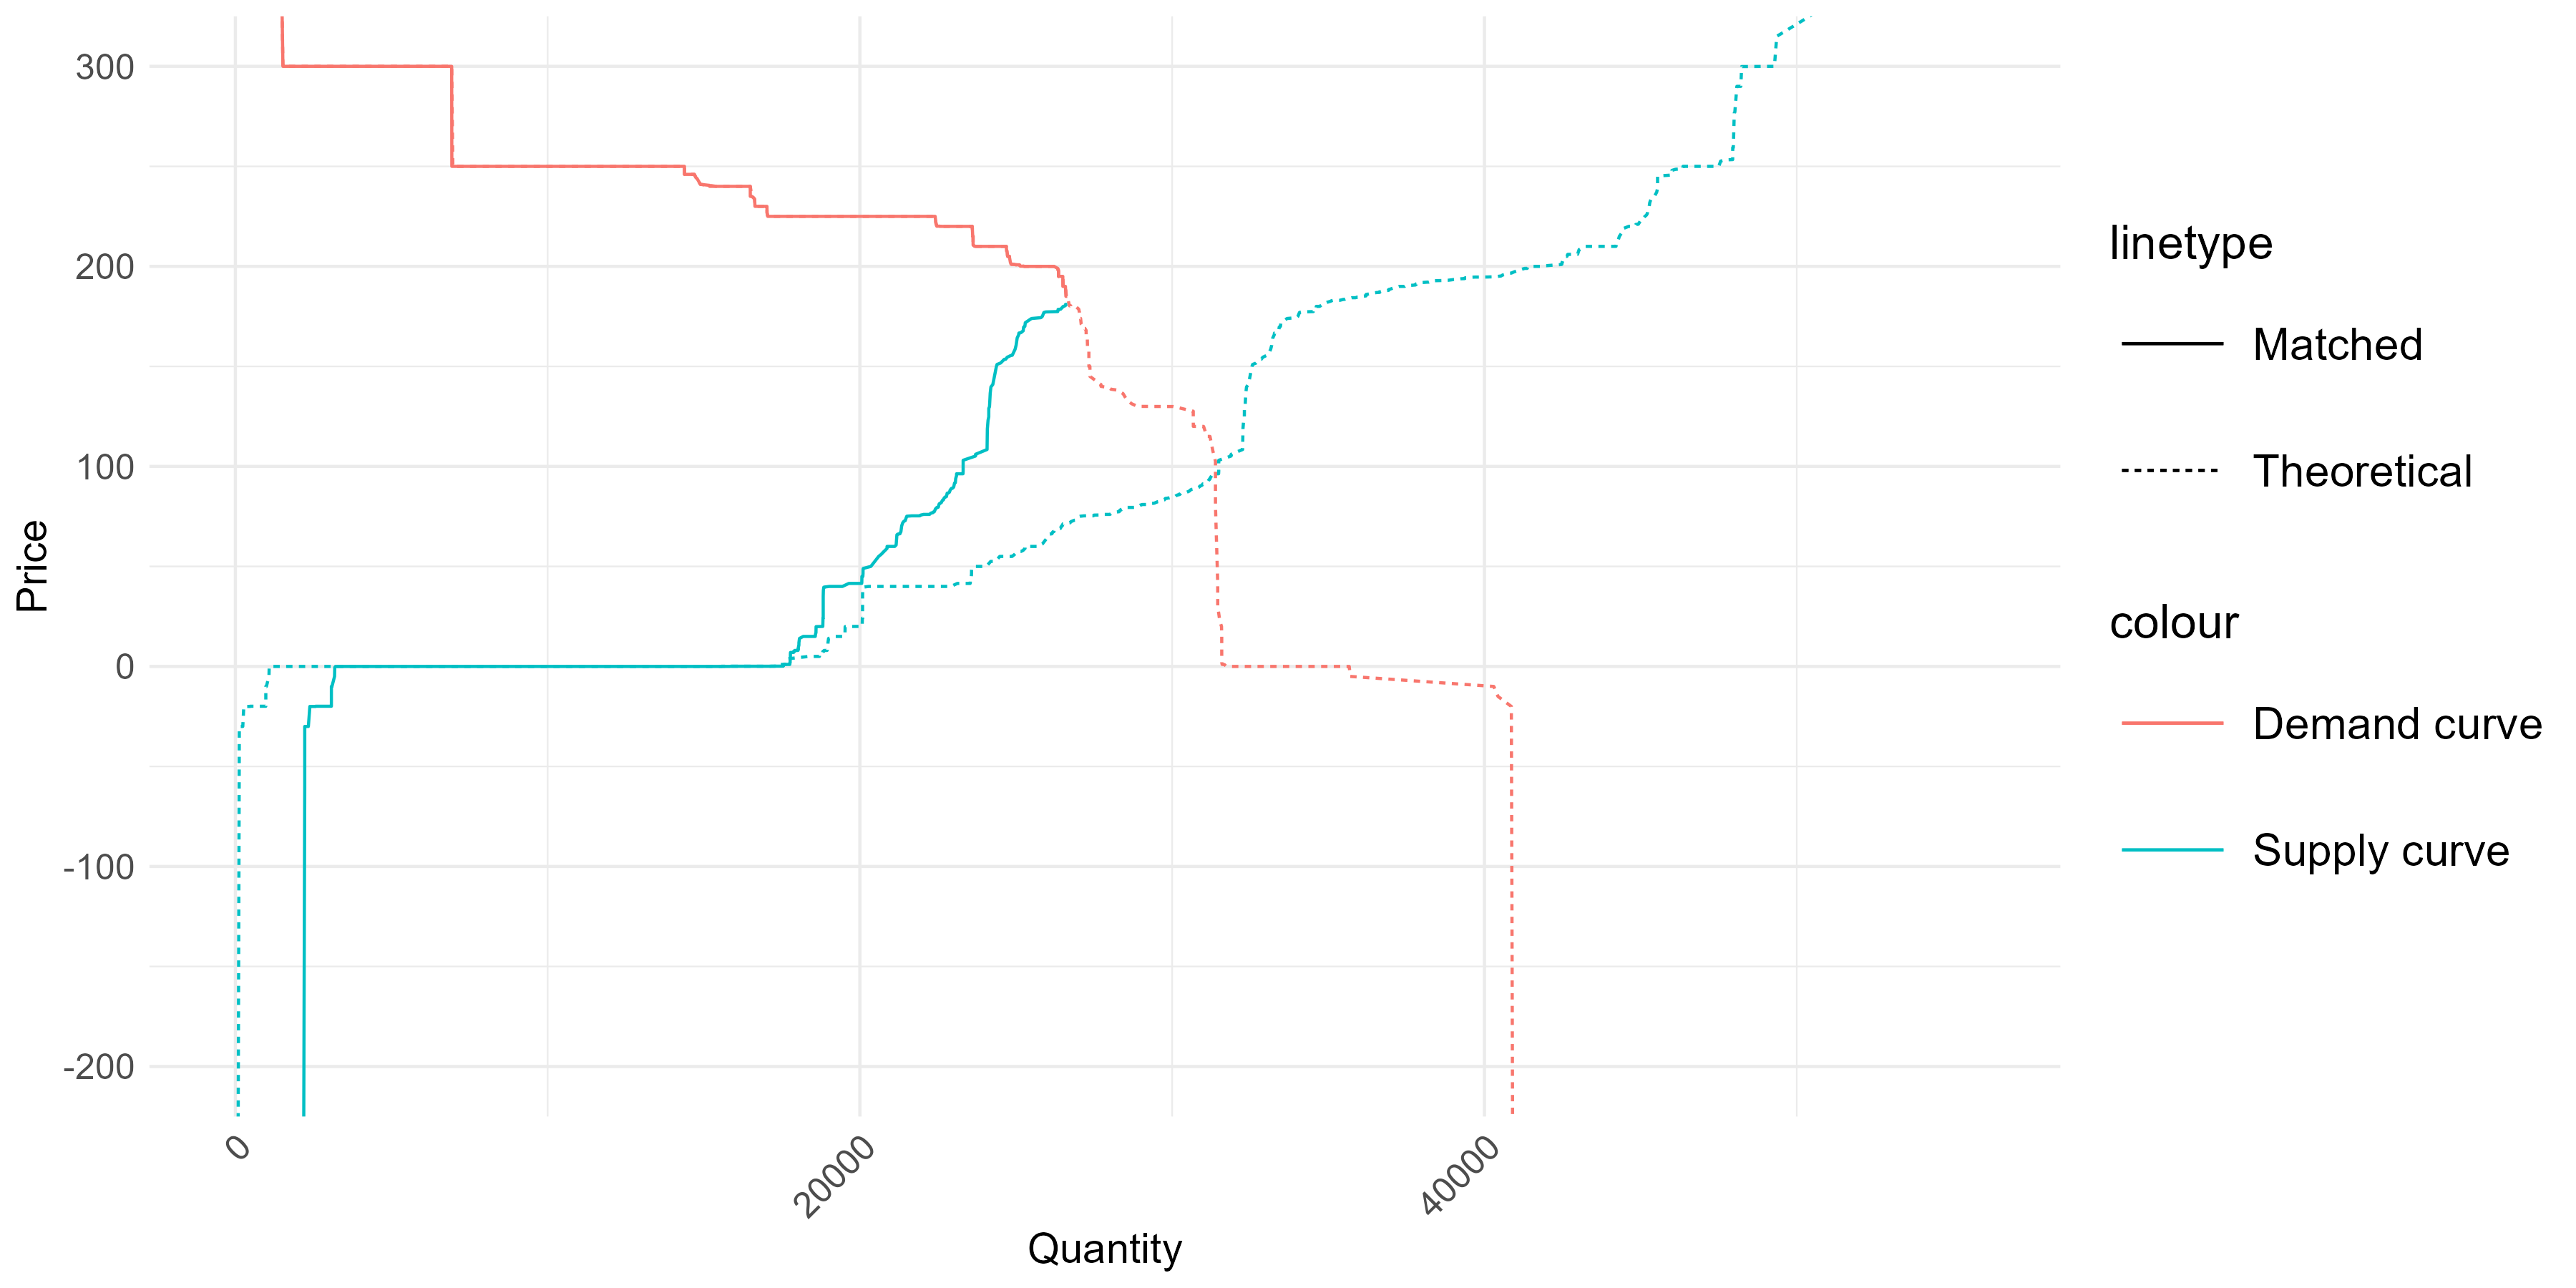 300
200
100
0
-100
-200
Price
0
20000
40000
Quantity
linetype
Matched
Theoretical
colour
Demand curve
Supply curve